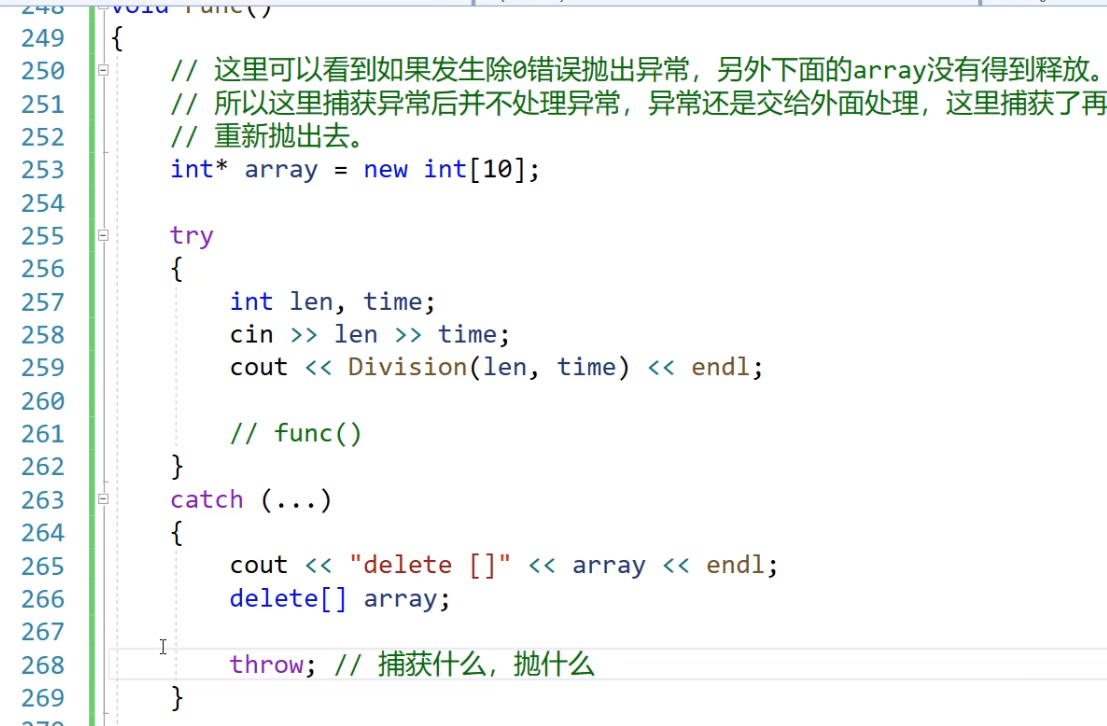 248 void Func()
249 {
250 // 这里可以看到如果发生除0错误抛出异常，另外下面的array没有得到释放。
251 // 所以这里捕获异常后并不处理异常，异常还是交给外面处理，这里捕获了再
252 // 重新抛出去。
253 int* array = new int[10];
254
255 try
256 {
257 int len, time;
258 cin >> len >> time;
259 cout << Division(len, time) << endl;
260
261 // func()
262 }
263 catch (...)
264 {
265 cout << "delete []" << array << endl;
266 delete[] array;
267
268 throw; // 捕获什么，抛什么
269 }